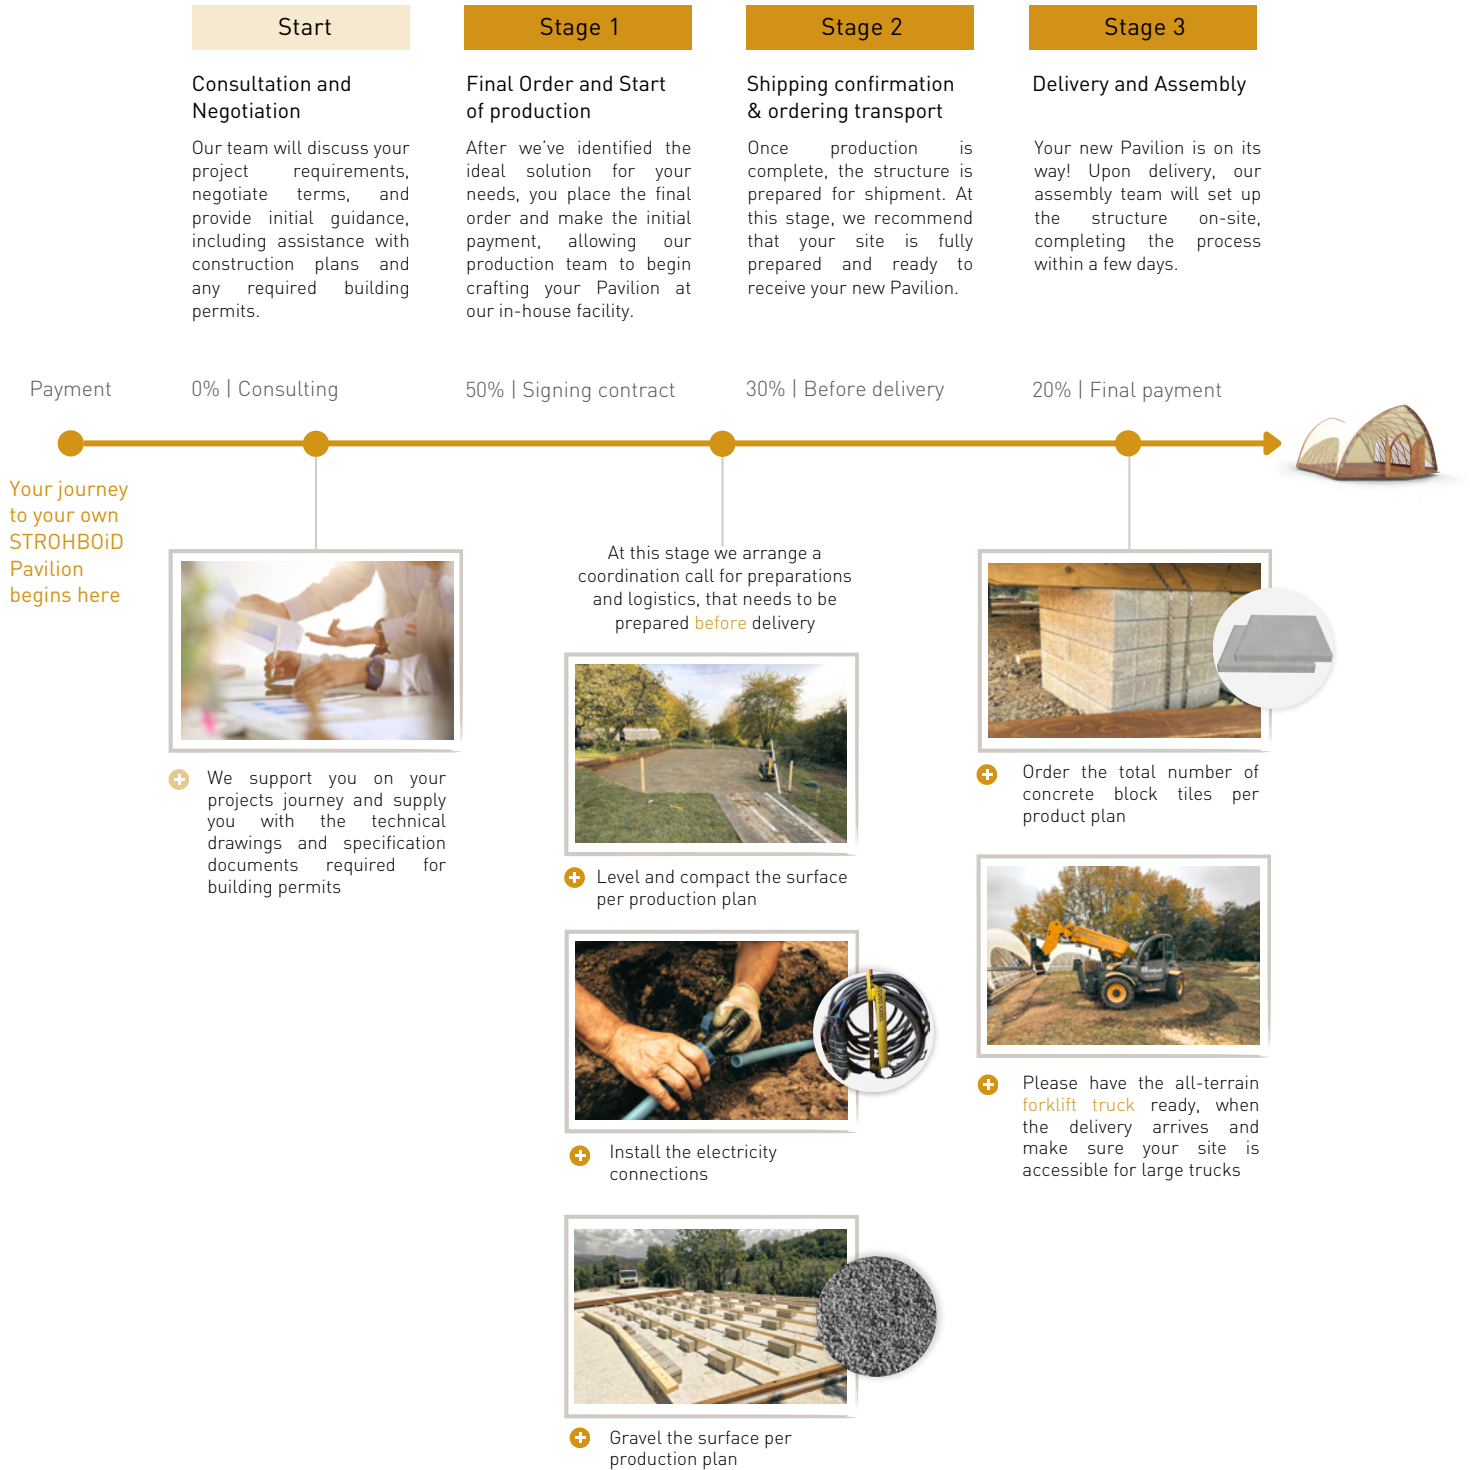 Start
Stage 1
Stage 2
Stage 3
Consultation and
Negotiation
Our team will discuss your
project requirements,
negotiate terms, and
provide initial guidance,
including assistance with
construction plans and
any required building
permits.
Final Order and Start
of production
After we’ve identified the
ideal solution for your
needs, you place the final
order and make the initial
payment, allowing our
production team to begin
crafting your Pavilion at
our in-house facility.
Shipping confirmation
& ordering transport
Once production is
complete, the structure is
prepared for shipment. At
this stage, we recommend
that your site is fully
prepared and ready to
receive your new Pavilion.
Delivery and Assembly
Your new Pavilion is on its
way! Upon delivery, our
assembly team will set up
the structure on-site,
completing the process
within a few days.
Payment
0% | Consulting
50% | Signing contract
30% | Before delivery
20% | Final payment
Your journey
to your own
STROHBOiD
Pavilion
begins here
We support you on your
projects journey and supply
you with the technical
drawings and specification
documents required for
building permits
At this stage we arrange a
coordination call for preparations
and logistics, that needs to be
prepared before delivery
Level and compact the surface
per production plan
Install the electricity
connections
Gravel the surface per
production plan
Order the total number of
concrete block tiles per
product plan
Please have the all-terrain
forklift truck ready, when
the delivery arrives and
make sure your site is
accessible for large trucks